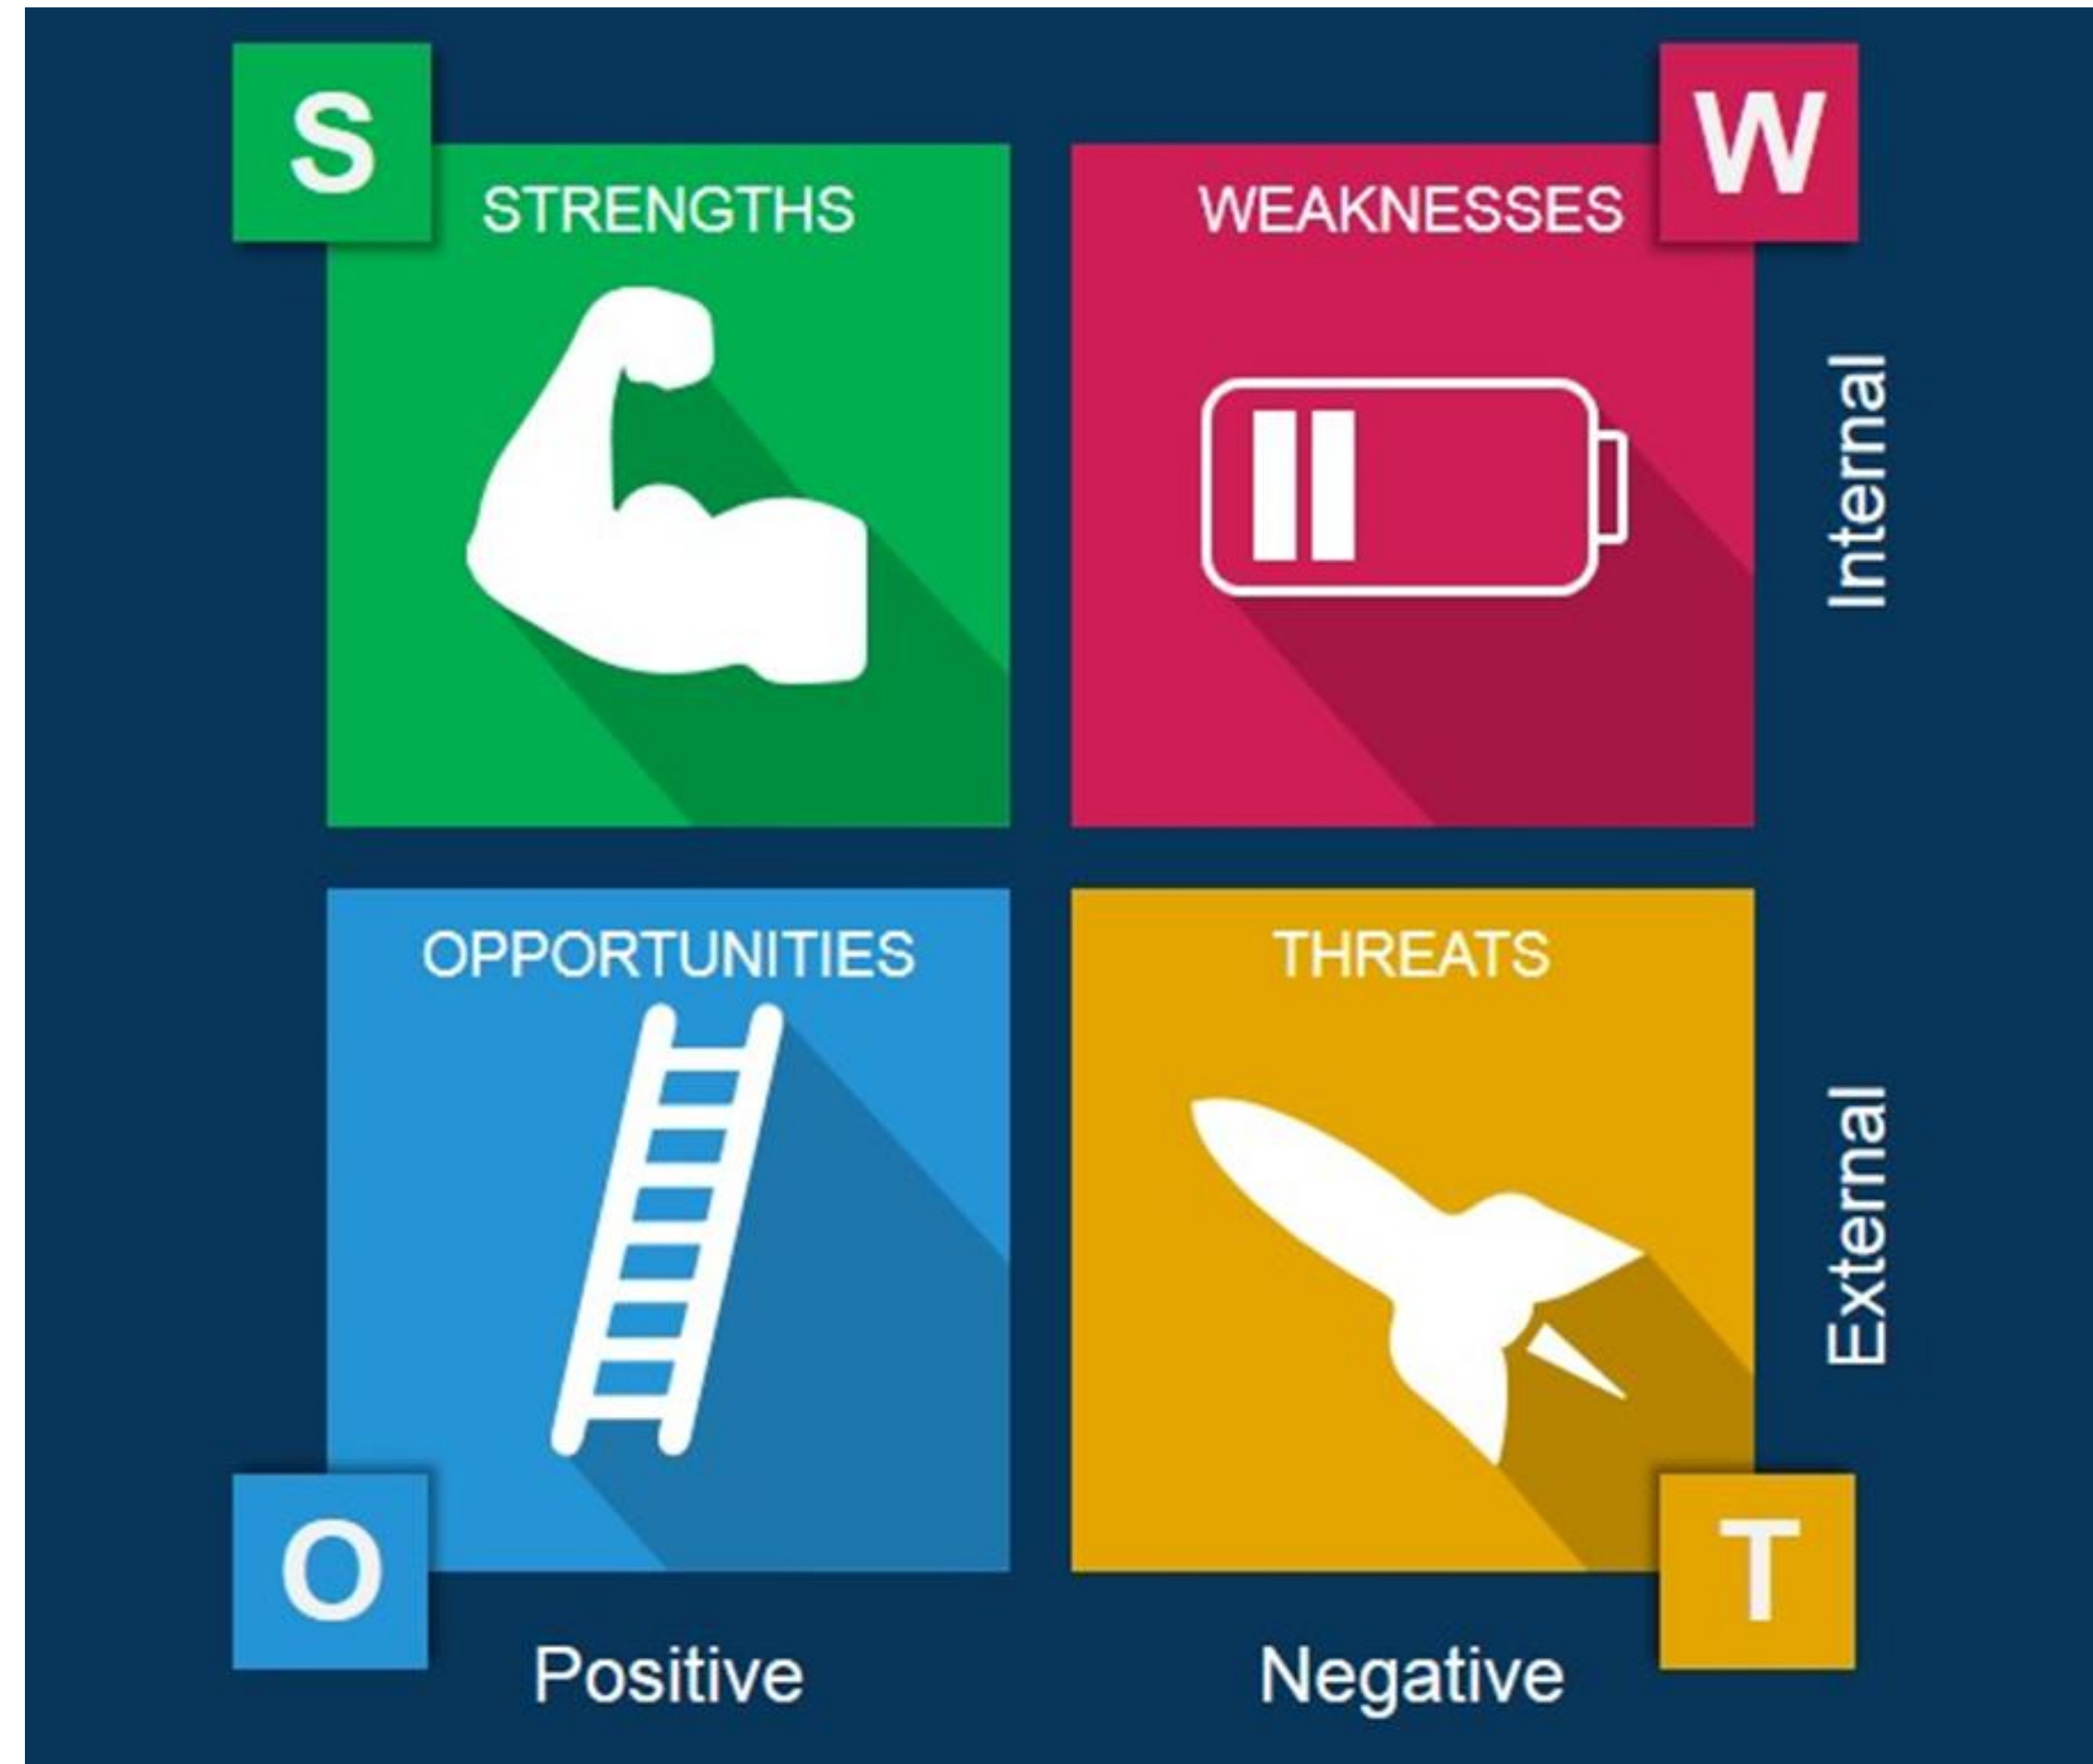 S
W
STRENGTHS
WEAKNESSES
Internal
OPPORTUNITIES
THREATS
External
O
T
Positive
Negative